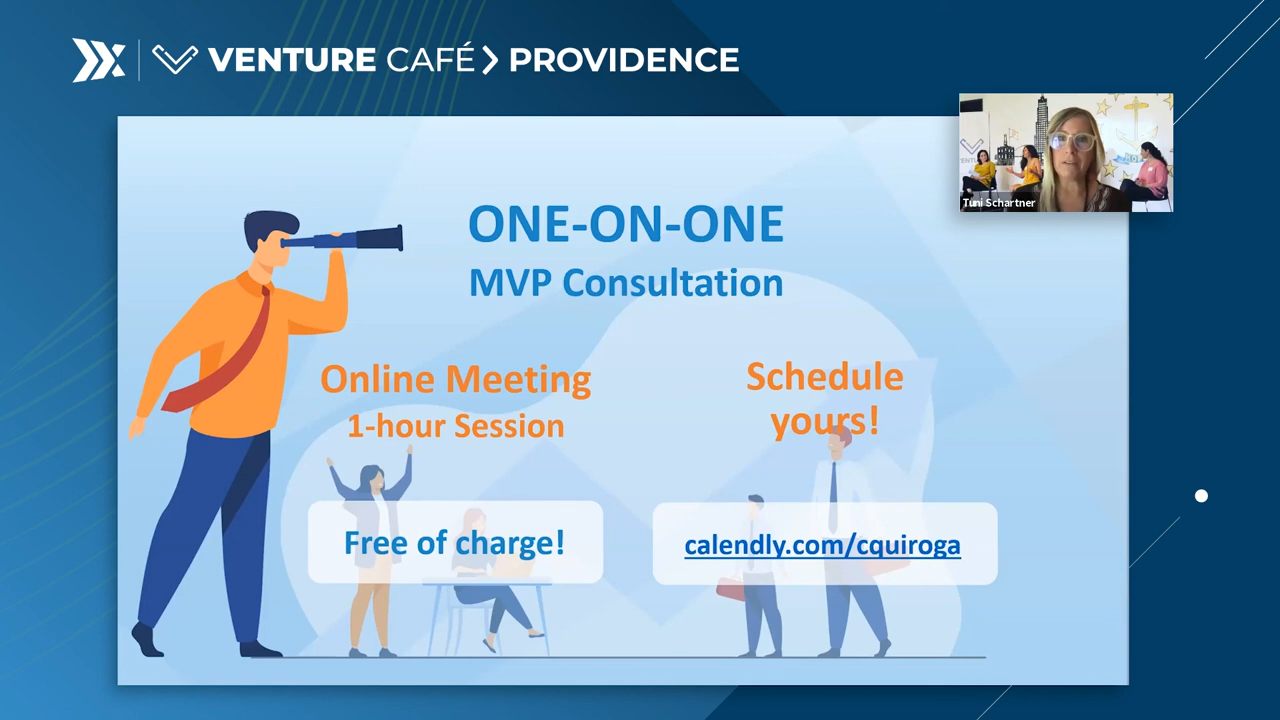 VENTURE CAFÉ > PROVIDENCE
Tuni Schartner
ONE-ON-ONE
MVP Consultation
Online Meeting
1-hour Session
Schedule
yours!
Free of charge!
calendly.com/cquiroga